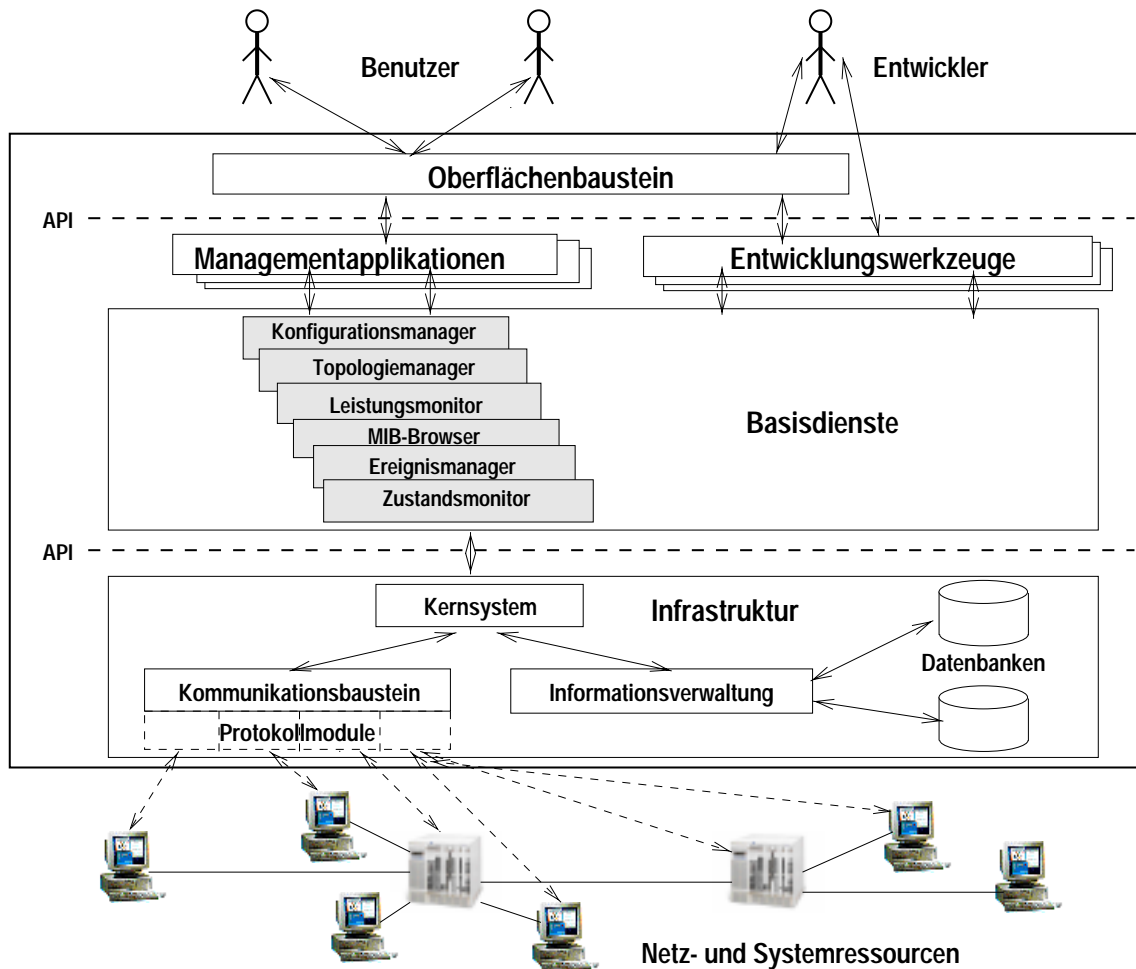 Benutzer
Entwickler
Oberflächenbaustein
API
Managementapplikationen
Entwicklungswerkzeuge
Konfigurationsmanager
Topologiemanager
Leistungsmonitor
MIB-Browser
Ereignismanager
Zustandsmonitor
Basisdienste
API
Kernsystem
Infrastruktur
Datenbanken
Kommunikationsbaustein
Informationsverwaltung
Protokollmodule
Netz- und Systemressourcen